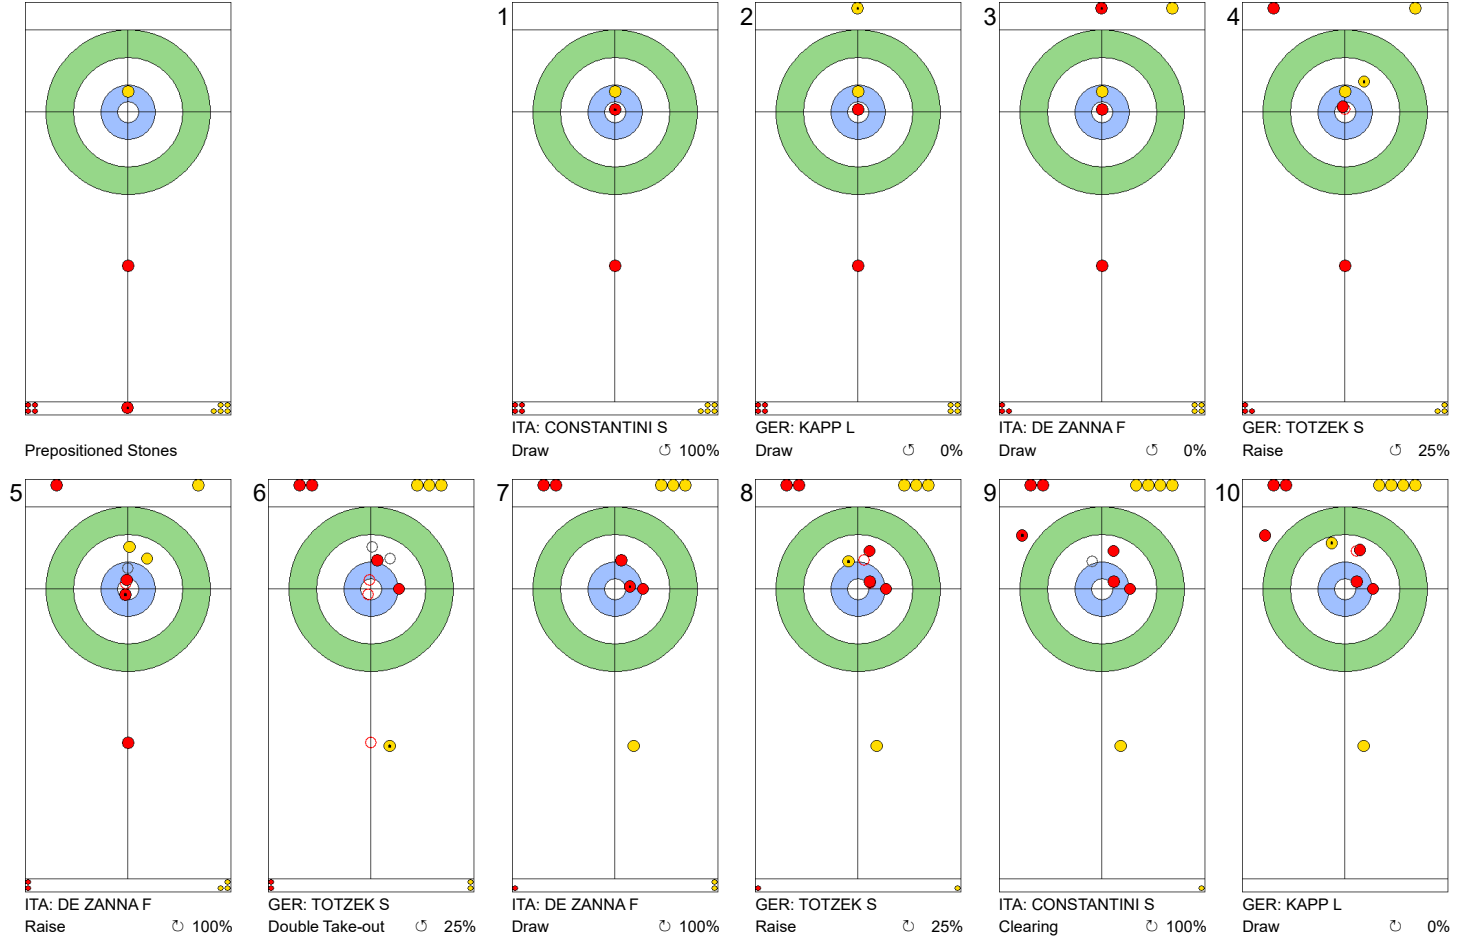 1
2
3
4
Prepositioned Stones
ITA: CONSTANTINI S
Draw ↺ 100%
GER: KAPP L
Draw ↺ 0%
ITA: DE ZANNA F
Draw ↺ 0%
GER: TOTZEK S
Raise ↺ 25%
5
6
7
8
9
10
ITA: DE ZANNA F
Raise ↻ 100%
GER: TOTZEK S
Double Take-out ↺ 25%
ITA: DE ZANNA F
Draw ↻ 100%
GER: TOTZEK S
Raise ↻ 25%
ITA: CONSTANTINI S
Clearing ↻ 100%
GER: KAPP L
Draw ↻ 0%